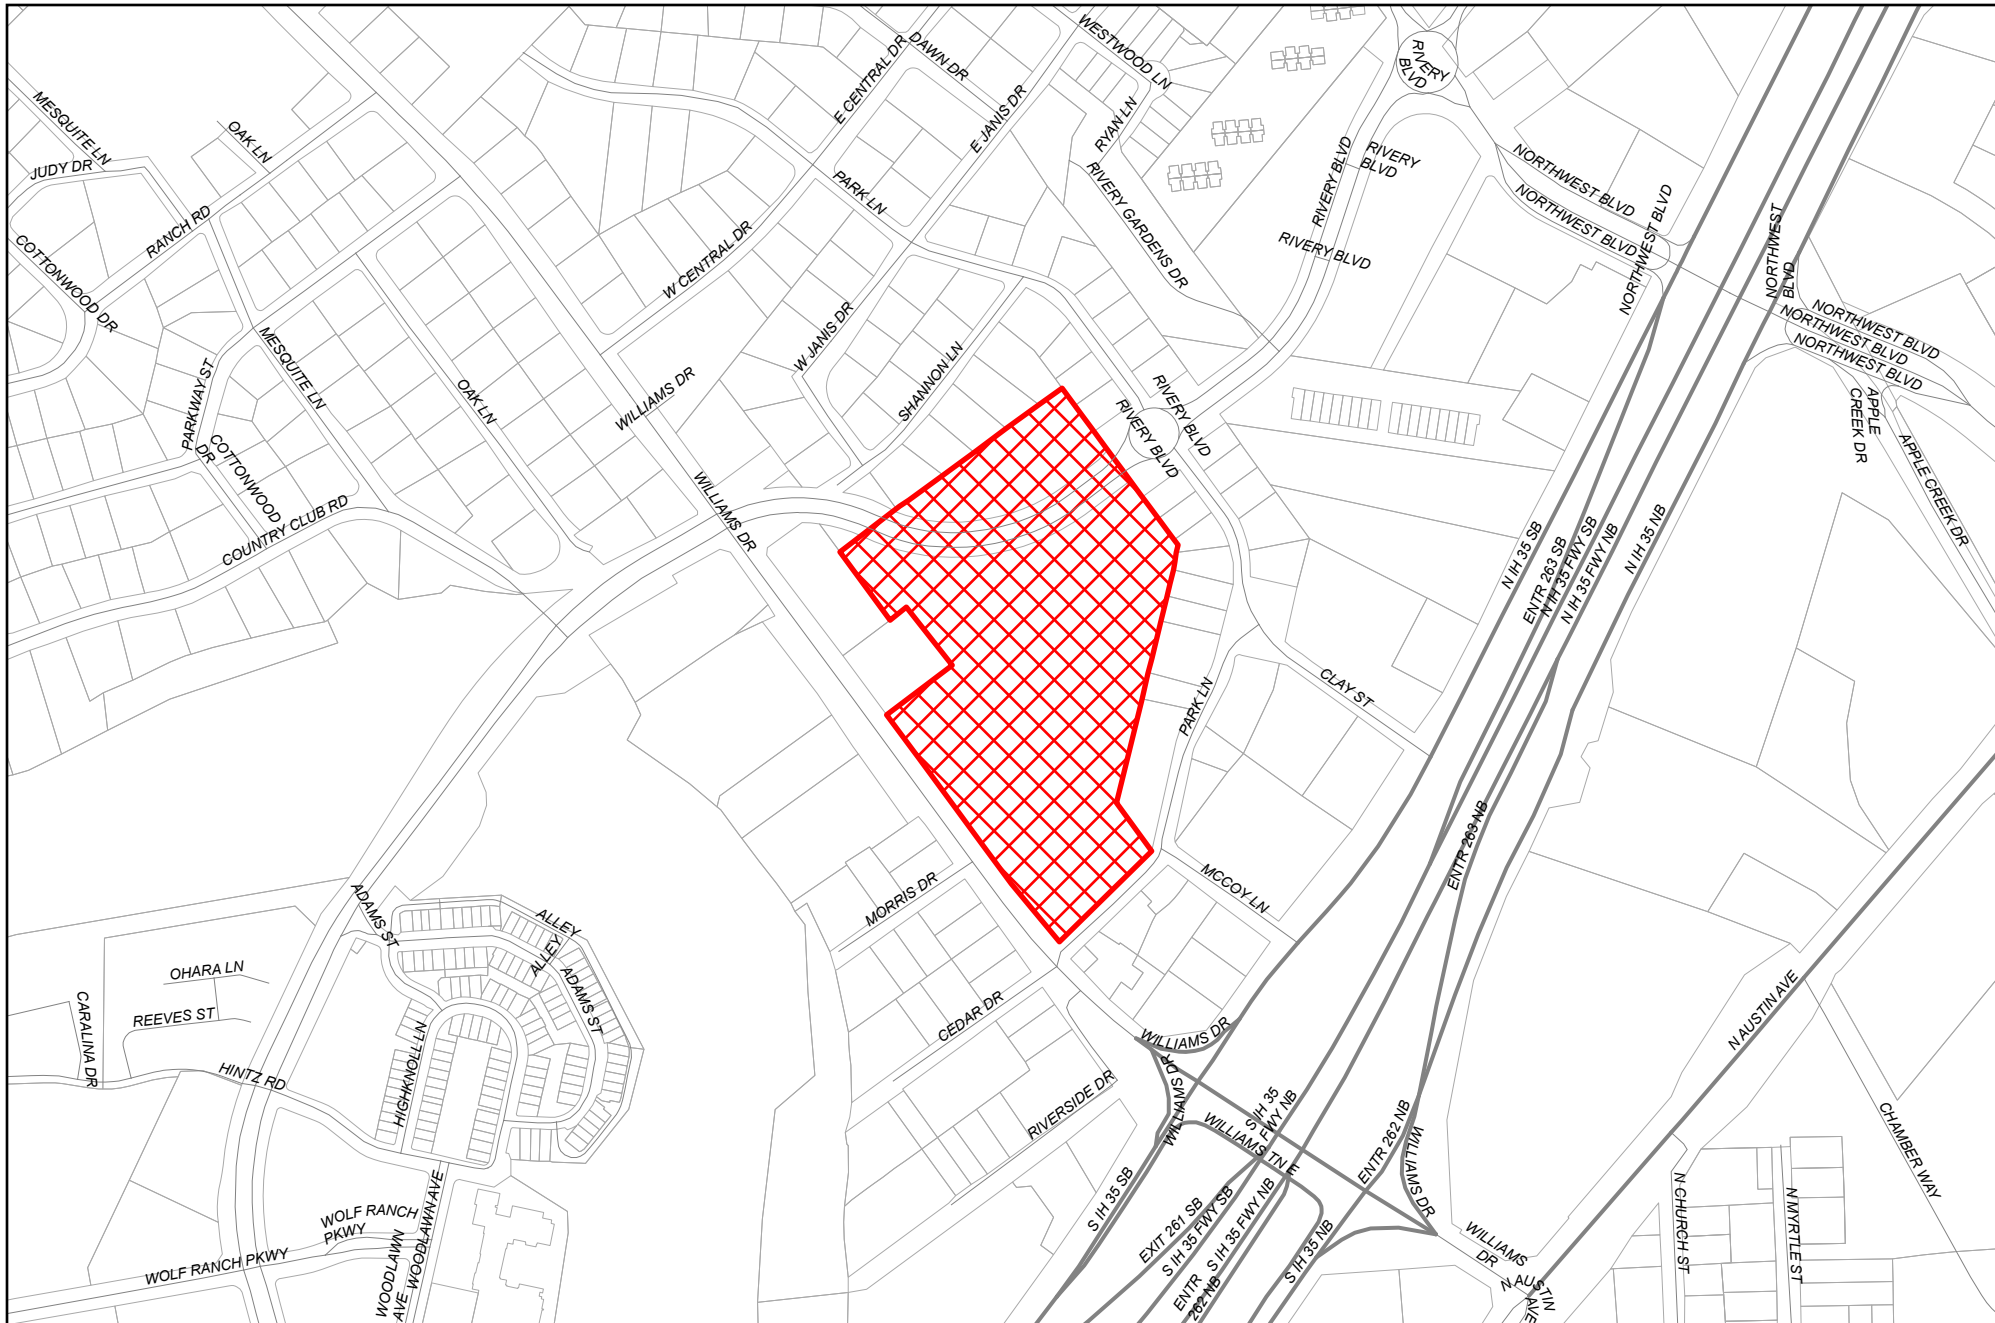 WESTWOOD LN
DAWN DR
E CENTRAL DR
E JANIS DR
RYAN LN
RIVERY
BLVD
MESQUITE LN
OAK LN
JUDY DR
RANCH RD
COTTONWOOD DR
PARK LN
W CENTRAL DR
RIVERY GARDENS DR
RIVERY BLVD
RIVERY
BLVD
RIVERY BLVD
NORTHWEST BLVD
NORTHWEST BLVD
NORTHWEST BLVD
NORTHWEST
BLVD
NORTHWEST BLVD
NORTHWEST BLVD
NORTHWEST BLVD
APPLE
CREEK DR
APPLE CREEK DR
MESQUITE LN
PARKWAY ST
OAK LN
WILLIAMS DR
W JANIS DR
SHANNON LN
RIVERY BLVD
RIVERY BLVD
COTTONWOOD
DR
COUNTRY CLUB RD
WILLIAMS DR
N IH 35 SB
ENTR 263 SB
N IH 35 FWY SB
N IH 35 FWY NB
N IH 35 NB
CLAY ST
PARK LN
ENTR 263 NB
MCCOY LN
MORRIS DR
ADAMS ST
ALLEY
ALLEY
ADAMS ST
OHARA LN
REEVES ST
CARALINA DR
HINTZ RD
HIGHKNOLL LN
CEDAR DR
RIVERSIDE DR
WILLIAMS DR
WILLIAMS DR
WILLIAMS TN E
S IH 35
FWY NB
ENTR 262 NB
WILLIAMS DR
N AUSTIN AVE
CHAMBER WAY
N CHURCH ST
N MYRTLE ST
WOLF RANCH
PKWY
WOLF RANCH PKWY
WOODLAWN AVE
WOODLAWN
AVE
S IH 35 SB
EXIT 261 SB
S IH 35 FWY SB
S IH 35 FWY NB
ENTR
262 NB
S IH 35 NB
WILLIAMS
DR
N AUSTIN
AVE